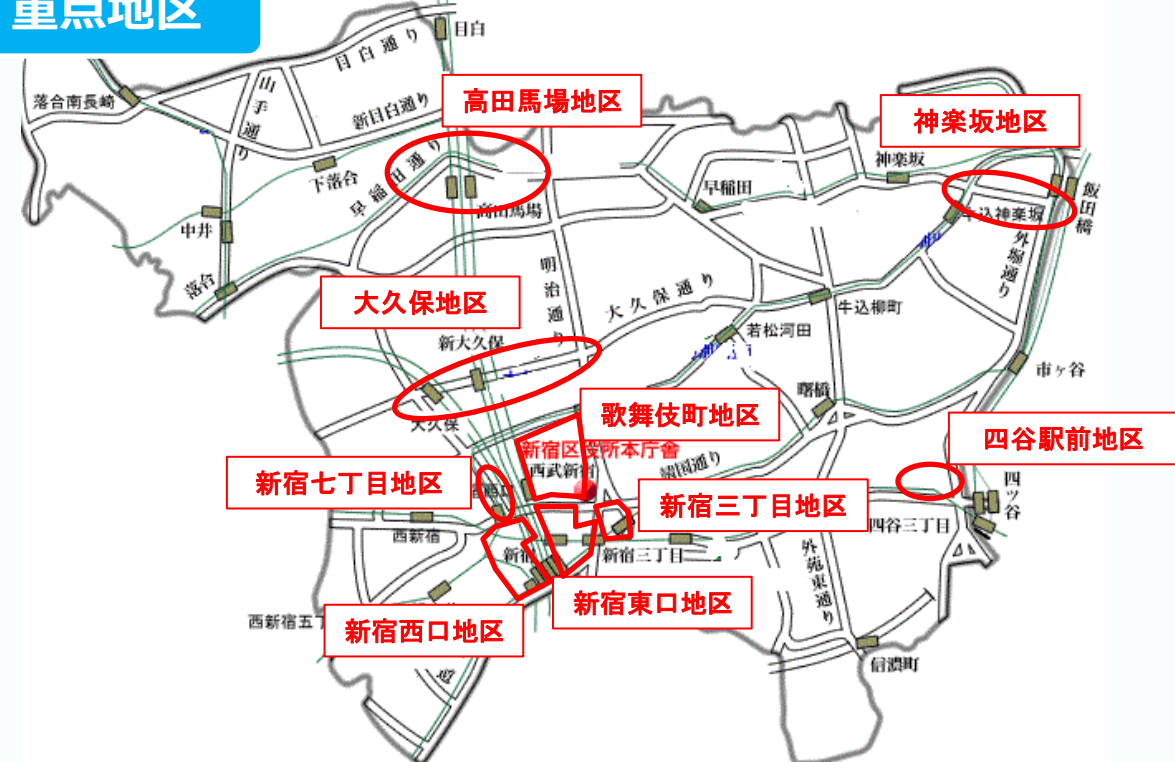 重点地区
目白
目白通り
落合南長崎
山手通り
新目白通り
高田馬場地区
神楽坂地区
神楽坂
下落合
早稲田通り
早稲田
飯田橋
高田馬場
牛込神楽坂
中井
外堀通り
落合
明治通り
大久保地区
大久保通り
牛込柳町
新大久保
若松河田
市ヶ谷
曙橋
大久保
歌舞伎町地区
四谷駅前地区
新宿区役所本庁舎
靖国通り
西武新宿
新宿七丁目地区
四ツ谷
新宿三丁目地区
四谷三丁目
西新宿
新宿
新宿三丁目
外苑東通り
新宿東口地区
西新宿五丁
新宿西口地区
信濃町